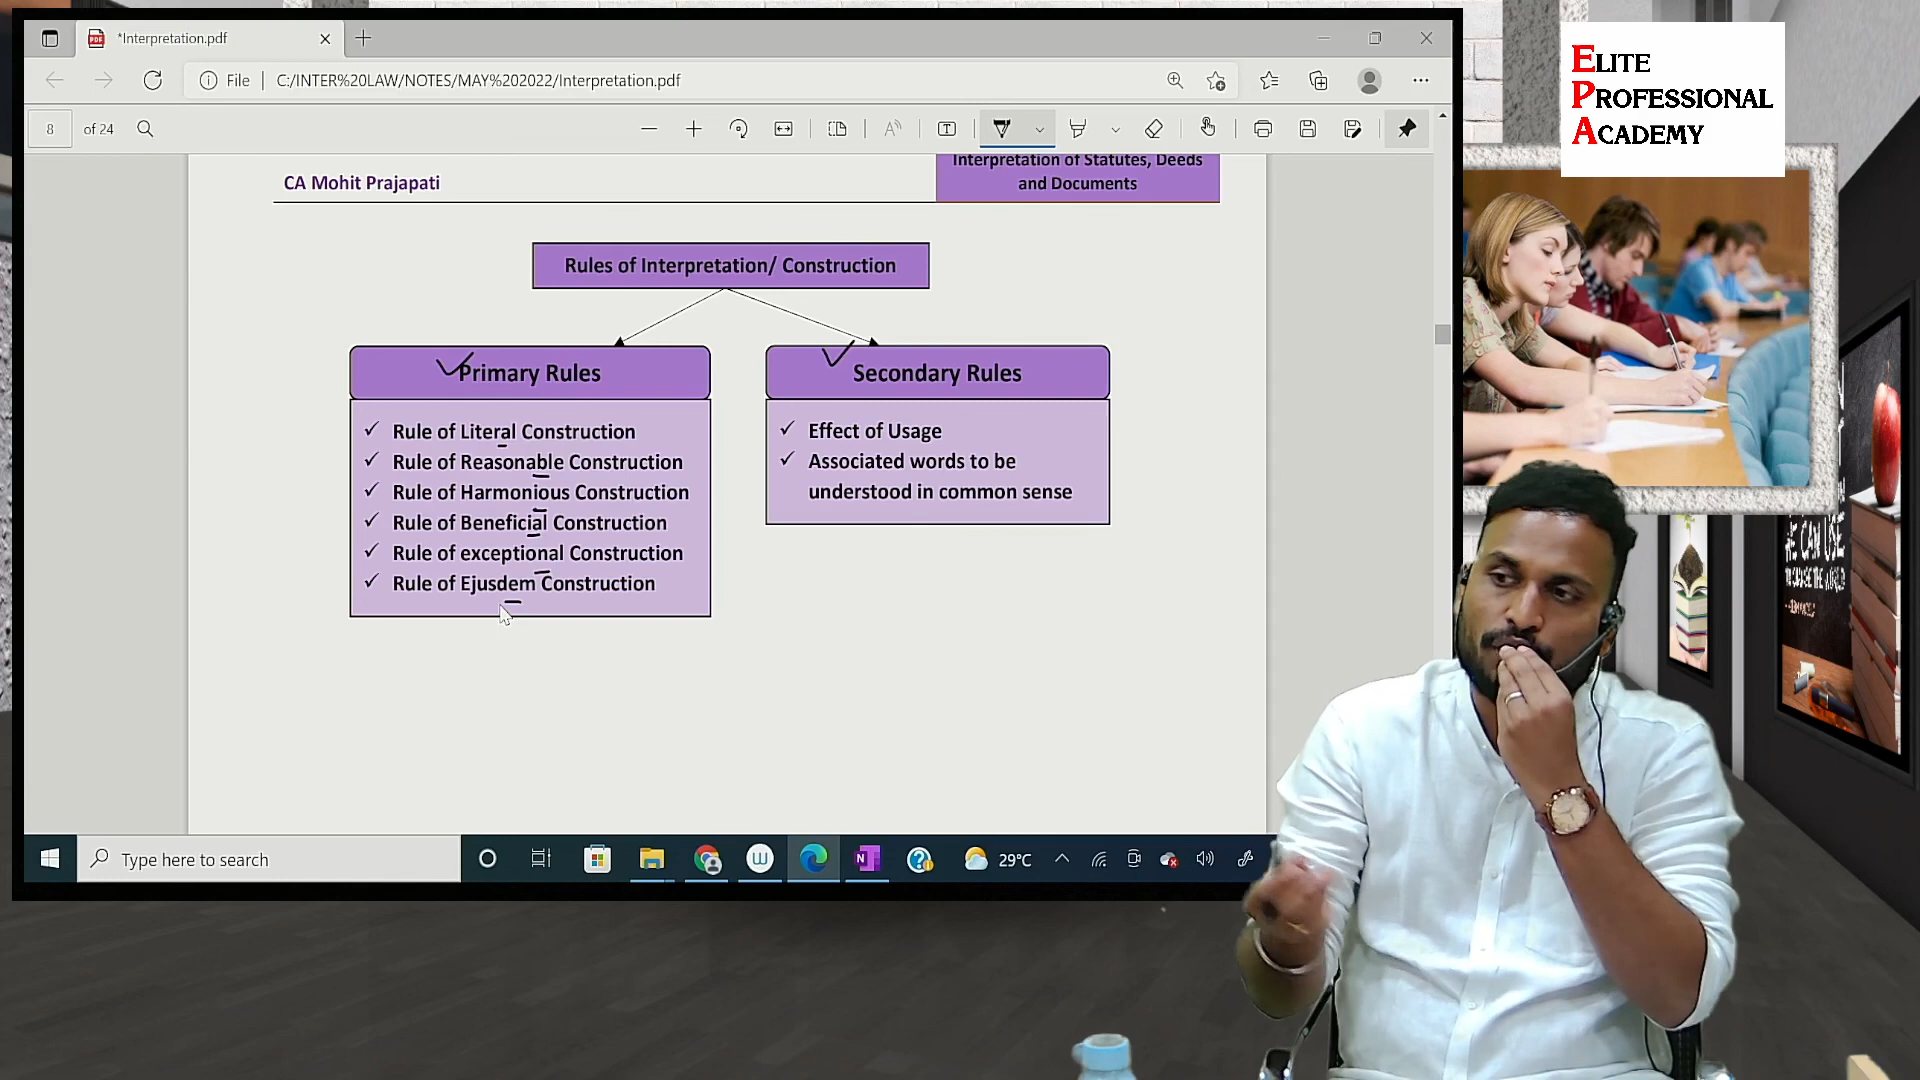 *Interpretation.pdf
File
C:/INTER%20LAW/NOTES/MAY%202022/Interpretation.pdf
8
of 24
CA Mohit Prajapati
Interpretation of Statutes, Deeds
and Documents
Rules of Interpretation/ Construction
Primary Rules
Rule of Literal Construction
Rule of Reasonable Construction
Rule of Harmonious Construction
Rule of Beneficial Construction
Rule of exceptional Construction
Rule of Ejusdem Construction
Secondary Rules
Effect of Usage
Associated words to be
understood in common sense
Type here to search
29°C
ELITE
PROFESSIONAL
ACADEMY
WE CAN USE